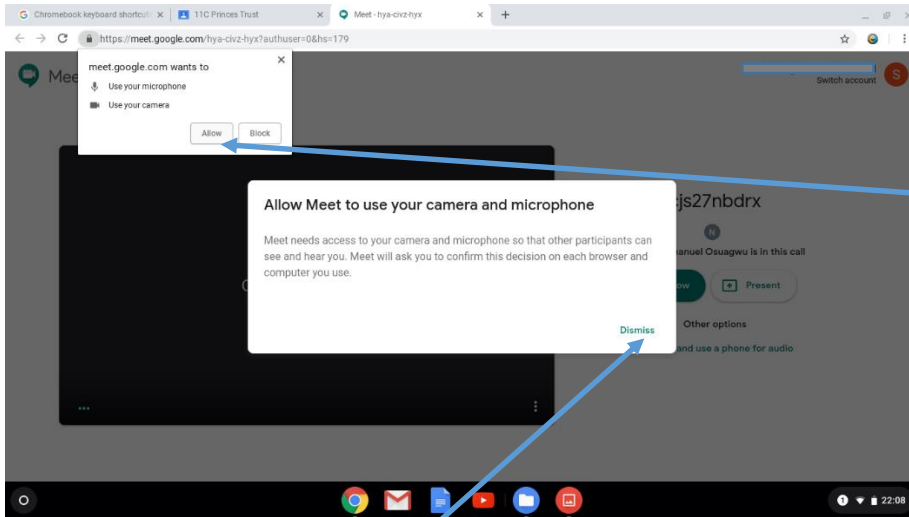 Chromebook keyboard shortcut
11C Princes Trust
Meet - hya-civz-hyx
https://meet.google.com/hya-civz-hyx?authuser=0&hs=179
Mee
meet.google.com wants to
Use your microphone
Use your camera
Allow
Block
Switch account
S
Allow Meet to use your camera and microphone
Meet needs access to your camera and microphone so that other participants can
see and hear you. Meet will ask you to confirm this decision on each browser and
computer you use.
Dismiss
js27nbdrx
N
anuel Osuagwu is in this call
ow
Present
Other options
and use a phone for audio
1
22:08